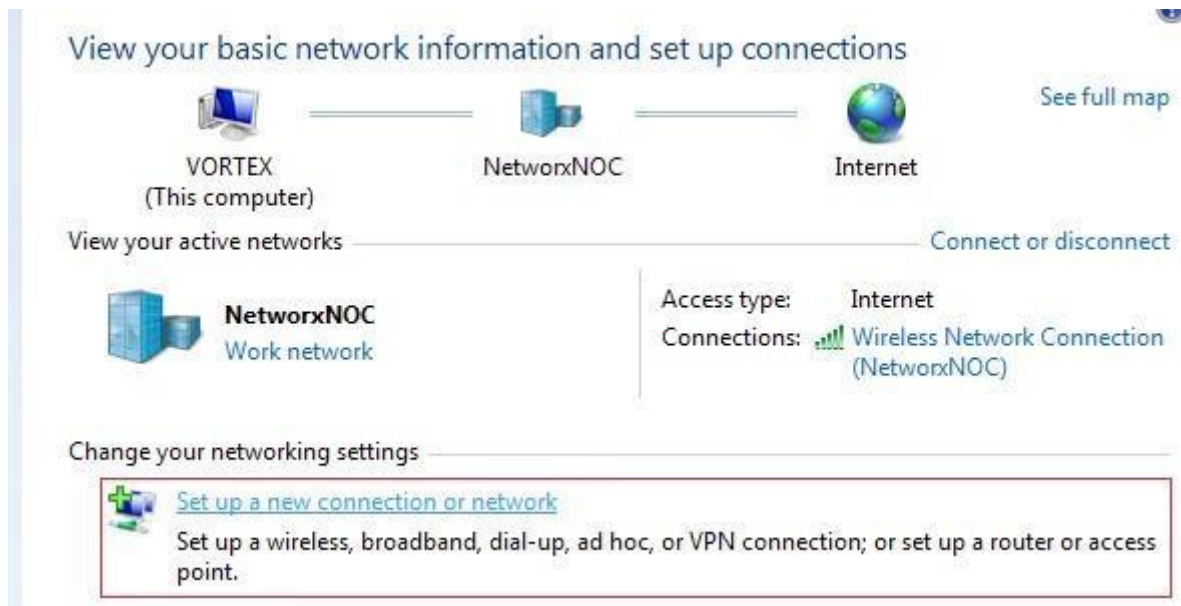 View your basic network information and set up connections
See full map
VORTEX
(This computer)
NetworxNOC
Internet
View your active networks
Connect or disconnect
NetworxNOC
Work network
Access type: Internet
Connections: Wireless Network Connection
(NetworxNOC)
Change your networking settings
Set up a new connection or network
Set up a wireless, broadband, dial-up, ad hoc, or VPN connection; or set up a router or access
point.